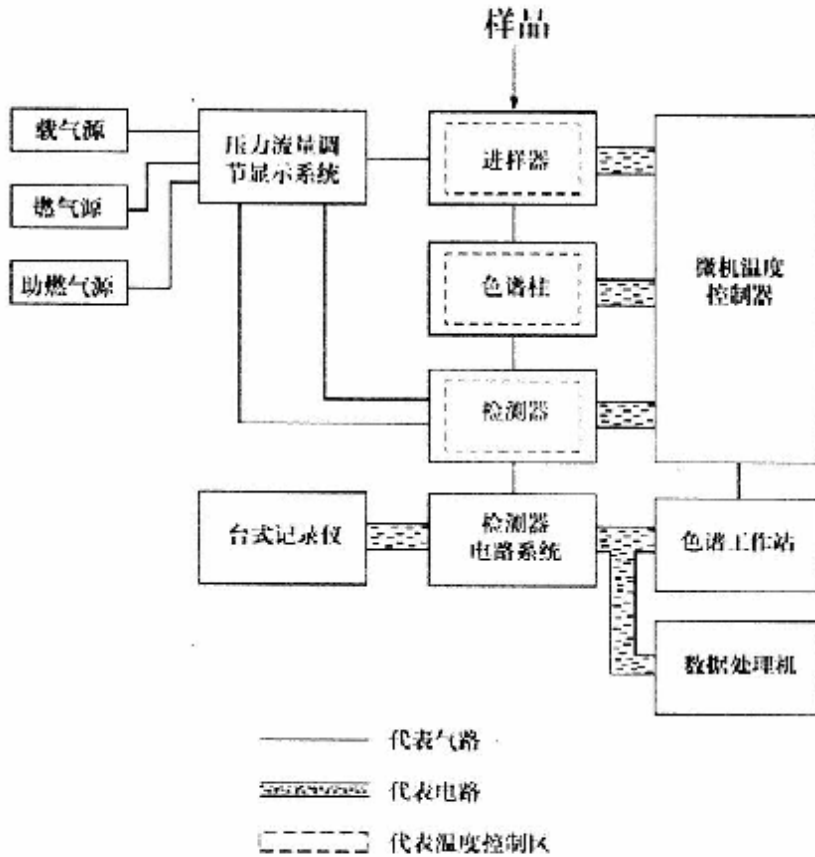 样品
载气源
燃气源
助燃气源
压力流量调
节显示系统
进样器
色谱柱
检测器
微机温度
控制器
台式记录仪
检测器
电路系统
色谱工作站
数据处理机
代表气路
代表电路
代表温度控制区